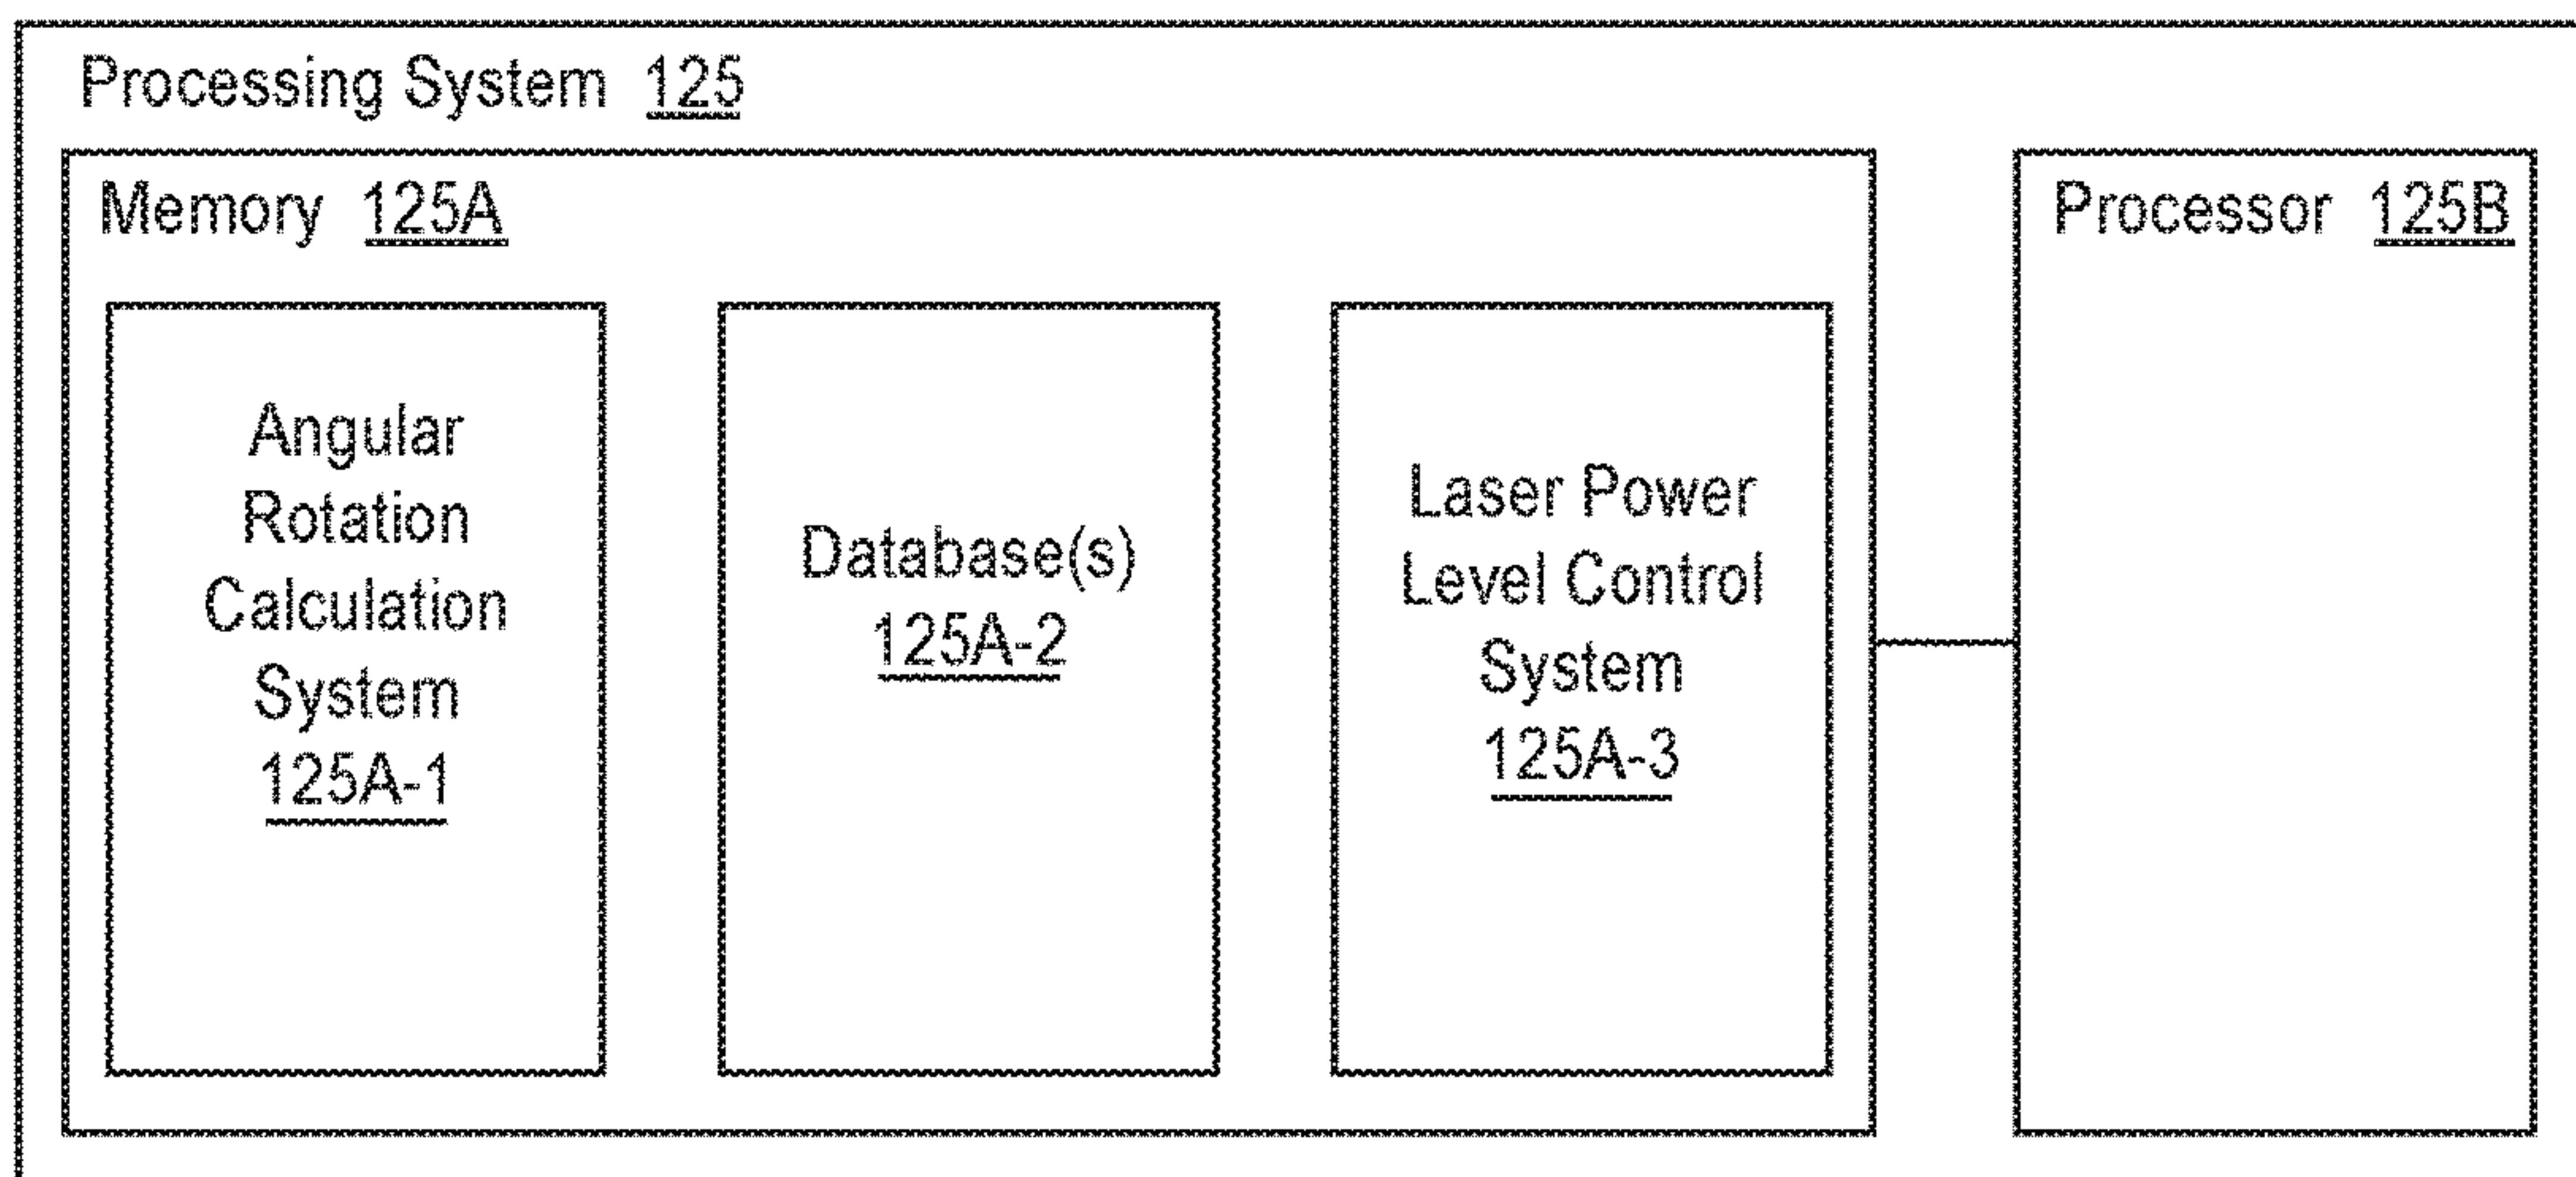 Processing System 125
Memory 125A
Processor 125B
Angular
Rotation
Calculation
System
125A-1
Database(s)
125A-2
Laser Power
Level Control
System
125A-3